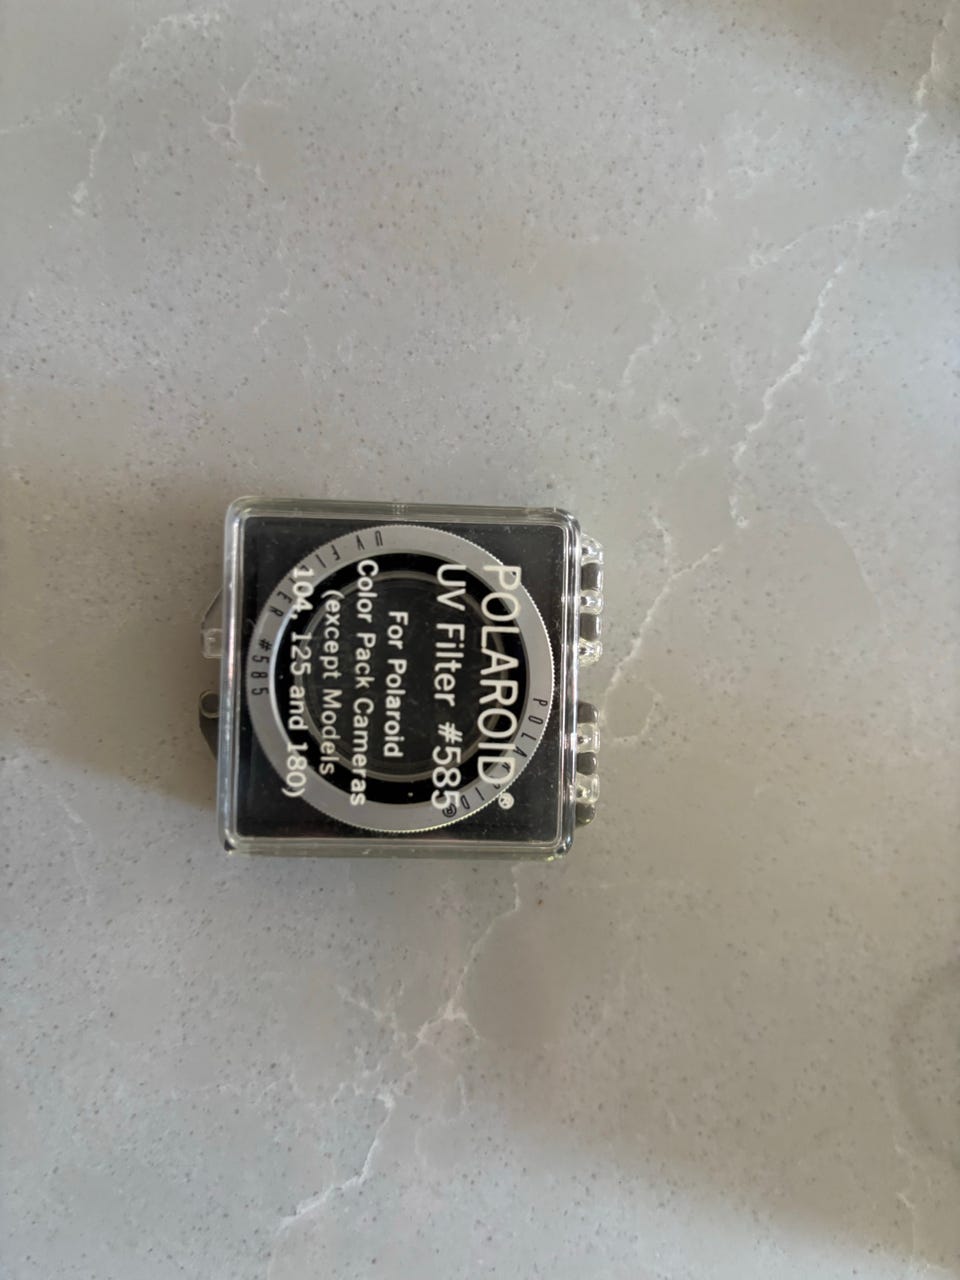 POLAROID®
UV Filter #585
For Polaroid
Color Pack Cameras
(except Models
104, 125 and 180)
POLAROID®
UV FILTER #585